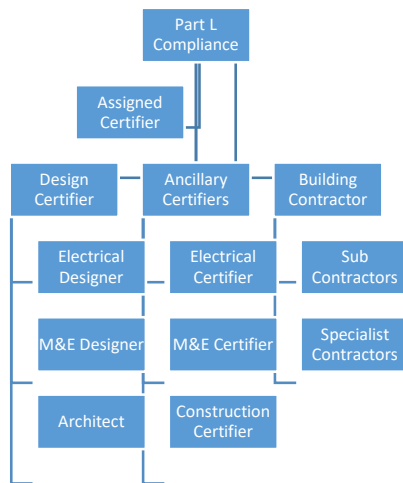 Part L
Compliance
Assigned
Certifier
Design
Certifier
Ancillary
Certifiers
Building
Contractor
Electrical
Designer
Electrical
Certifier
Sub
Contractors
M&E Designer
M&E Certifier
Specialist
Contractors
Architect
Construction
Certifier